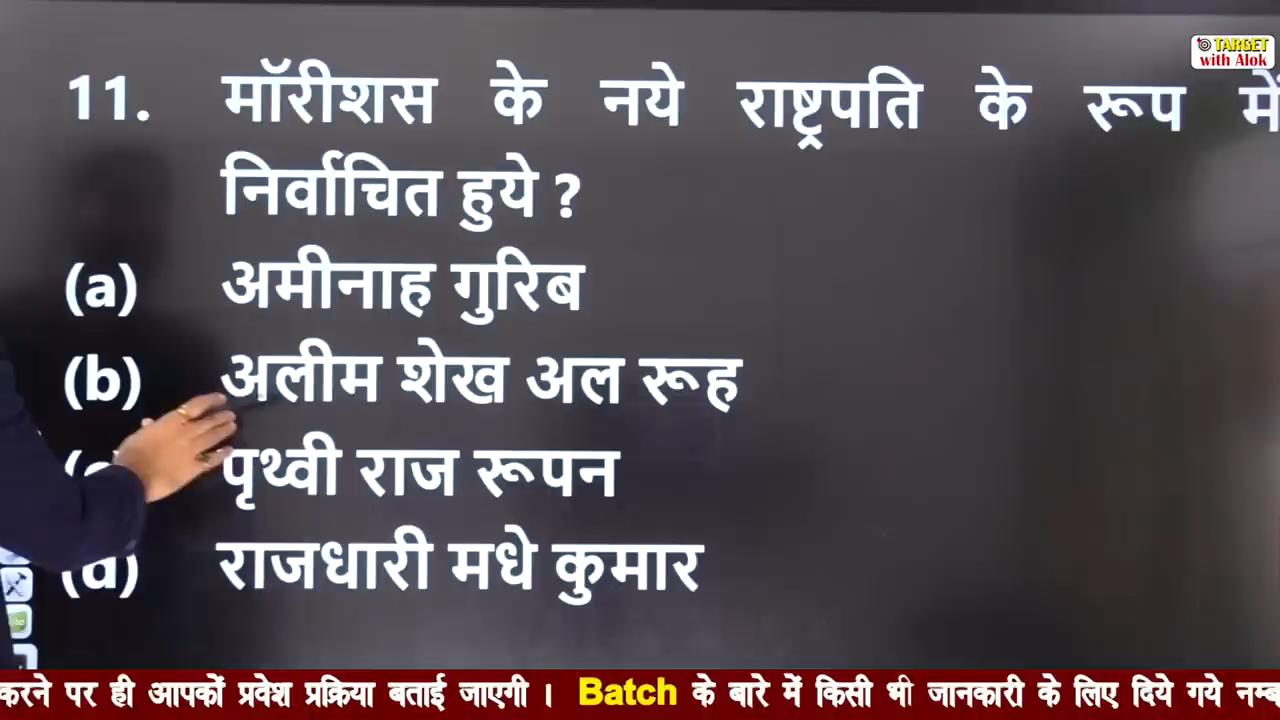 TARGET
with Alok
11. मॉरीशस के नये राष्ट्रपति के रूप में
निर्वाचित हुये ?
(a) अमीनाह गुरिब
(b) अलीम शेख अल रूह
पृथ्वी राज रूपन
(d) राजधारी मधे कुमार
करने पर ही आपकों प्रवेश प्रक्रिया बताई जाएगी । Batch के बारे में किसी भी जानकारी के लिए दिये गये